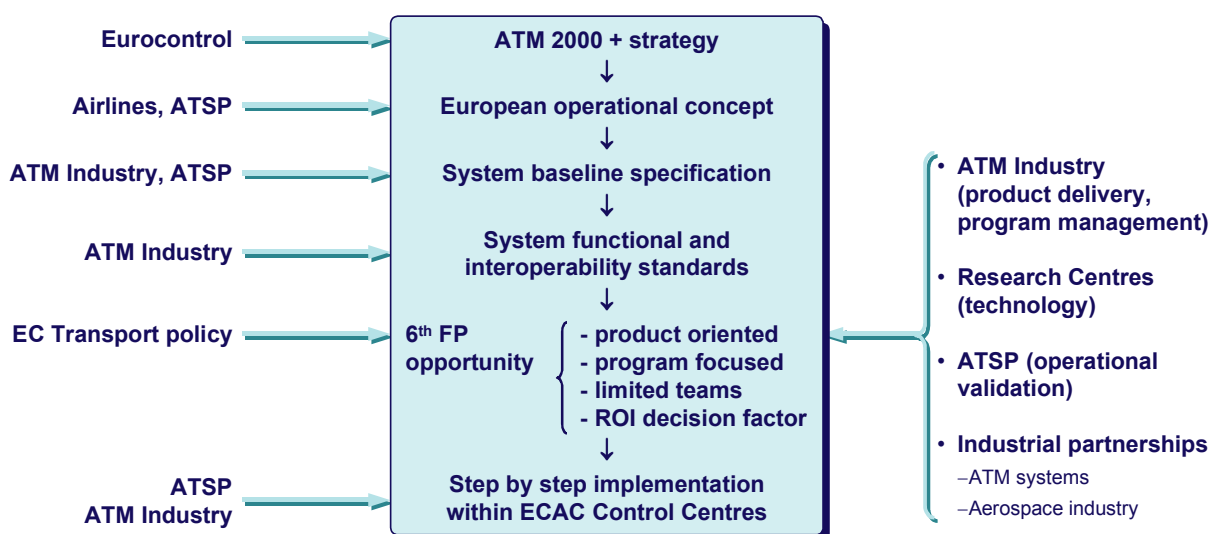 Eurocontrol
Airlines, ATSP
ATM Industry, ATSP
ATM Industry
EC Transport policy
ATSP
ATM Industry
ATM 2000 + strategy
↓
European operational concept
↓
System baseline specification
↓
System functional and
interoperability standards
↓
6th FP
opportunity
- product oriented
- program focused
- limited teams
- ROI decision factor
↓
Step by step implementation
within ECAC Control Centres
• ATM Industry
(product delivery,
program management)
• Research Centres
(technology)
• ATSP (operational
validation)
• Industrial partnerships
–ATM systems
–Aerospace industry